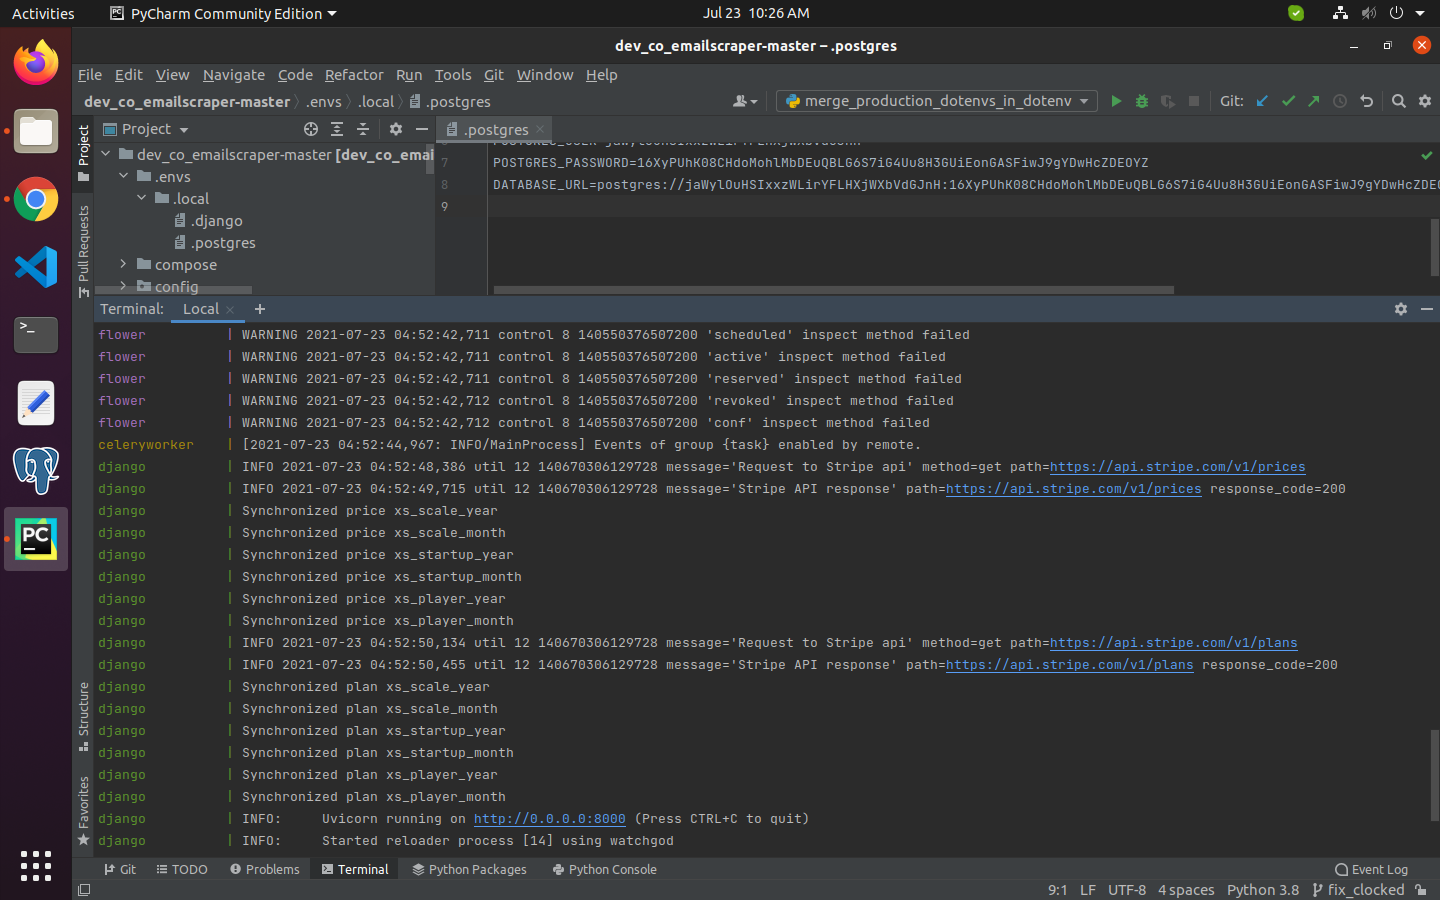 Activities
PyCharm Community Edition
Jul 23 10:26 AM
dev_co_emailscraper-master – .postgres
File Edit View Navigate Code Refactor Run Tools Git Window Help
dev_co_emailscraper-master .envs .local .postgres
merge_production_dotenvs_in_dotenv
Git:
Project
.postgres
dev_co_emailscraper-master [dev_co_emai
.envs
.local
.django
.postgres
compose
config
7 POSTGRES_PASSWORD=16XyPUhK08CHdoMohlMbDEuQBLG6S7iG4Uu8H3GUiEonGASFiwJ9gYDwHcZDEOYZ
8 DATABASE_URL=postgres://jaWylOuHSIxxzWLirYFLHXjWXbVdGJnH:16XyPUhK08CHdoMohlMbDEuQBLG6S7iG4Uu8H3GUiEonGASFiwJ9gYDwHcZDEO
9
Project
Pull Requests
Structure
Favorites
Terminal: Local
flower | WARNING 2021-07-23 04:52:42,711 control 8 140550376507200 'scheduled' inspect method failed
flower | WARNING 2021-07-23 04:52:42,711 control 8 140550376507200 'active' inspect method failed
flower | WARNING 2021-07-23 04:52:42,711 control 8 140550376507200 'reserved' inspect method failed
flower | WARNING 2021-07-23 04:52:42,712 control 8 140550376507200 'revoked' inspect method failed
flower | WARNING 2021-07-23 04:52:42,712 control 8 140550376507200 'conf' inspect method failed
celeryworker | [2021-07-23 04:52:44,967: INFO/MainProcess] Events of group {task} enabled by remote.
django | INFO 2021-07-23 04:52:48,386 util 12 140670306129728 message='Request to Stripe api' method=get path=https://api.stripe.com/v1/prices
django | INFO 2021-07-23 04:52:49,715 util 12 140670306129728 message='Stripe API response' path=https://api.stripe.com/v1/prices response_code=200
django | Synchronized price xs_scale_year
django | Synchronized price xs_scale_month
django | Synchronized price xs_startup_year
django | Synchronized price xs_startup_month
django | Synchronized price xs_player_year
django | Synchronized price xs_player_month
django | INFO 2021-07-23 04:52:50,134 util 12 140670306129728 message='Request to Stripe api' method=get path=https://api.stripe.com/v1/plans
django | INFO 2021-07-23 04:52:50,455 util 12 140670306129728 message='Stripe API response' path=https://api.stripe.com/v1/plans response_code=200
django | Synchronized plan xs_scale_year
django | Synchronized plan xs_scale_month
django | Synchronized plan xs_startup_year
django | Synchronized plan xs_startup_month
django | Synchronized plan xs_player_year
django | Synchronized plan xs_player_month
django | INFO: Uvicorn running on http://0.0.0.0:8000 (Press CTRL+C to quit)
django | INFO: Started reloader process [14] using watchgod
Git TODO Problems Terminal Python Packages Python Console Event Log
9:1 LF UTF-8 4 spaces Python 3.8 fix_clocked